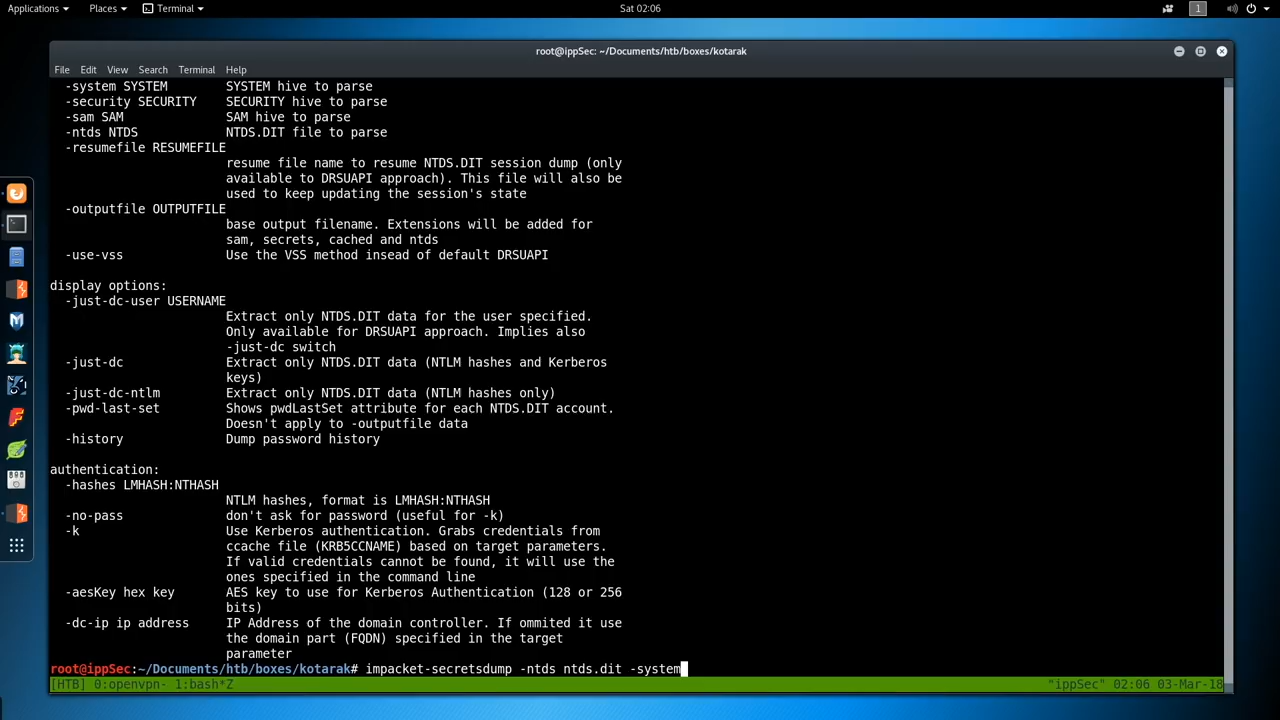 Applications
Places
Terminal
Sat 02:06
1
root@ippSec: ~/Documents/htb/boxes/kotarak
File Edit View Search Terminal Help
-system SYSTEM SYSTEM hive to parse
-security SECURITY SECURITY hive to parse
-sam SAM SAM hive to parse
-ntds NTDS NTDS.DIT file to parse
-resumefile RESUMEFILE
resume file name to resume NTDS.DIT session dump (only
available to DRSUAPI approach). This file will also be
used to keep updating the session's state
-outputfile OUTPUTFILE
base output filename. Extensions will be added for
sam, secrets, cached and ntds
-use-vss Use the VSS method insead of default DRSUAPI
display options:
-just-dc-user USERNAME
Extract only NTDS.DIT data for the user specified.
Only available for DRSUAPI approach. Implies also
-just-dc switch
-just-dc Extract only NTDS.DIT data (NTLM hashes and Kerberos
keys)
-just-dc-ntlm Extract only NTDS.DIT data (NTLM hashes only)
-pwd-last-set Shows pwdLastSet attribute for each NTDS.DIT account.
Doesn't apply to -outputfile data
-history Dump password history
authentication:
-hashes LMHASH:NTHASH
NTLM hashes, format is LMHASH:NTHASH
-no-pass don't ask for password (useful for -k)
-k Use Kerberos authentication. Grabs credentials from
ccache file (KRB5CCNAME) based on target parameters.
If valid credentials cannot be found, it will use the
ones specified in the command line
-aesKey hex key AES key to use for Kerberos Authentication (128 or 256
bits)
-dc-ip ip address IP Address of the domain controller. If ommited it use
the domain part (FQDN) specified in the target
parameter
root@ippSec:~/Documents/htb/boxes/kotarak# impacket-secretsdump -ntds ntds.dit -system
[HTB] 0:openvpn- 1:bash*Z "ippSec" 02:06 03-Mar-18